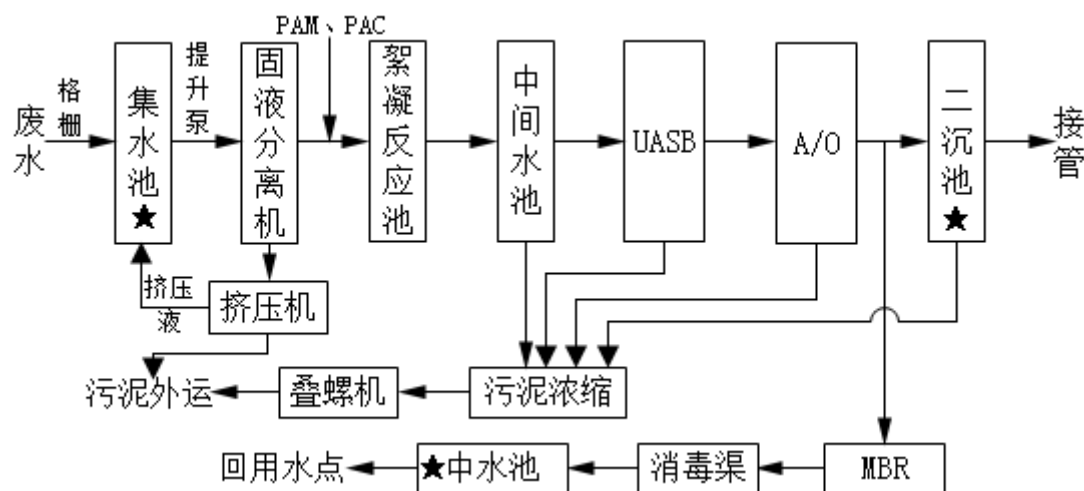 PAM、PAC
废水
格栅
集水池★
提升泵
固液分离机
絮凝反应池
中间水池
UASB
A/O
二沉池★
接管
挤压液
挤压机
污泥外运
叠螺机
污泥浓缩
回用水点
★中水池
消毒渠
MBR